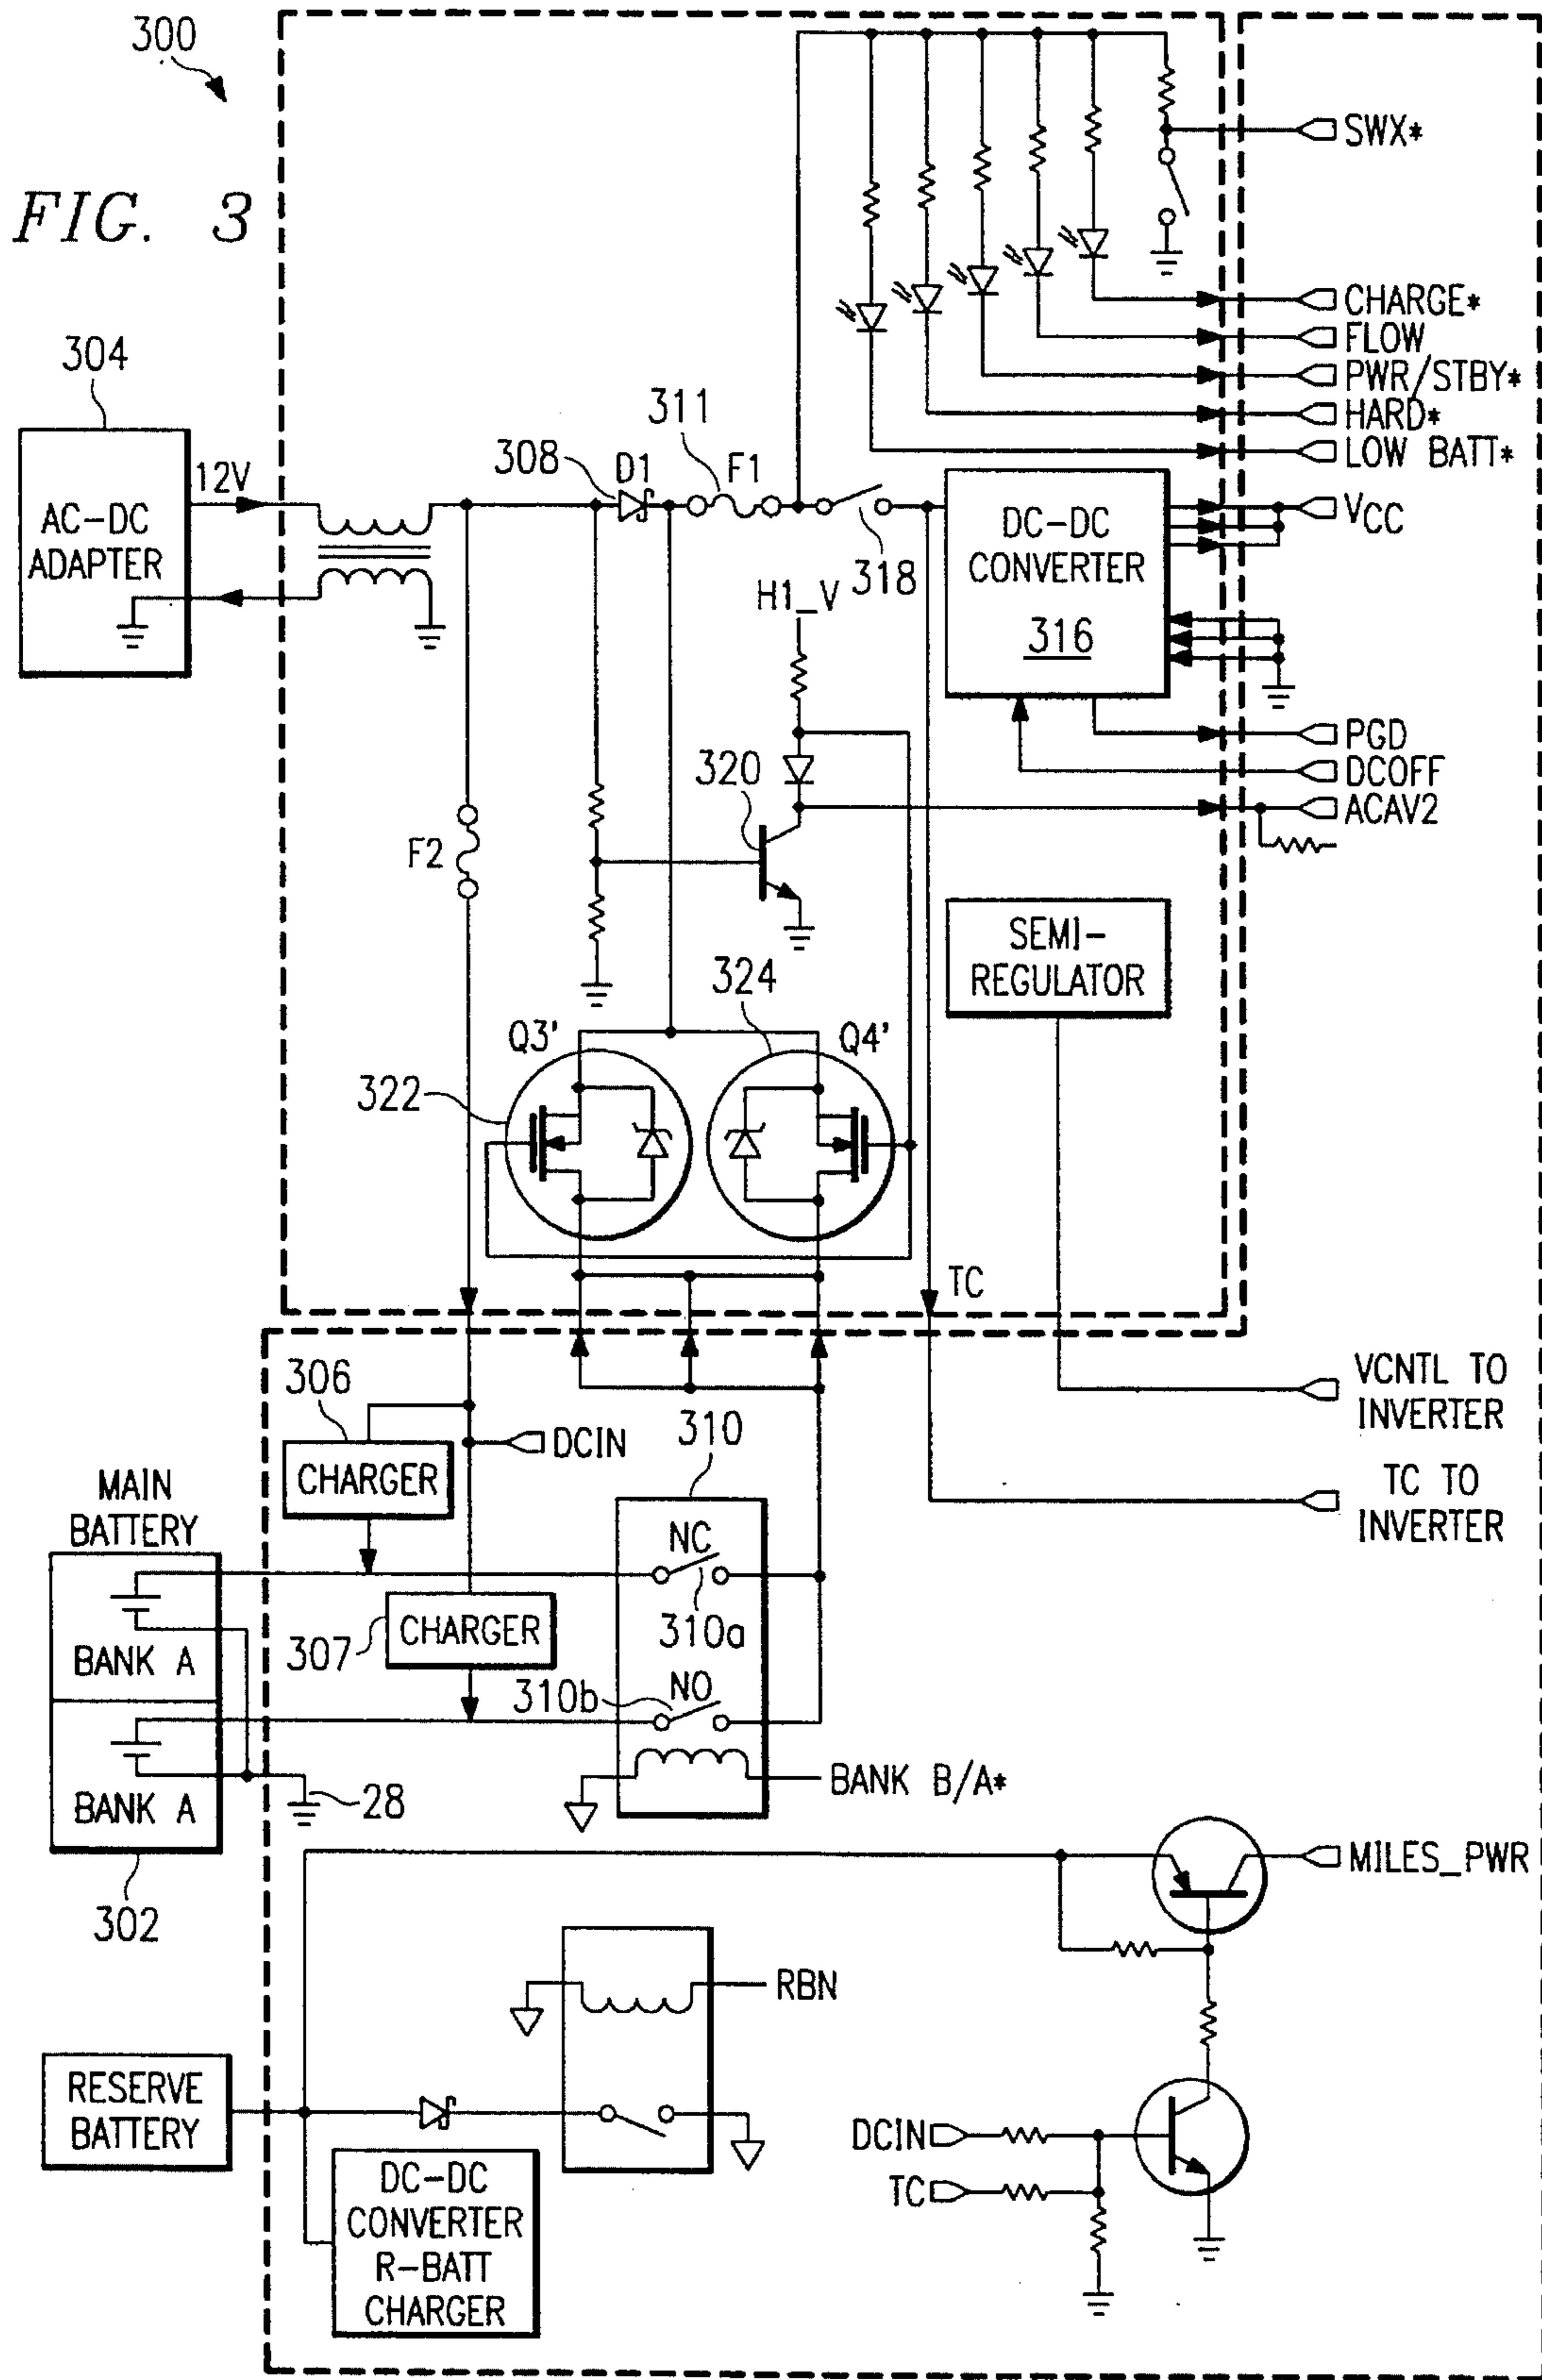 300
FIG. 3
SWX*
CHARGE*
FLOW
PWR/STBY*
HARD*
LOW BATT*
304
AC-DC
ADAPTER
12V
308
D1
311
F1
318
DC-DC
CONVERTER
316
VCC
H1_V
320
PGD
DCOFF
ACAV2
F2
SEMI-
REGULATOR
324
Q3'
Q4'
322
TC
306
CHARGER
DCIN
310
VCNTL TO
INVERTER
TC TO
INVERTER
MAIN
BATTERY
NC
310a
BANK A
307
CHARGER
310b
NO
BANK A
28
BANK B/A*
302
MILES_PWR
RBN
RESERVE
BATTERY
DC-DC
CONVERTER
R-BATT
CHARGER
DCIN
TC